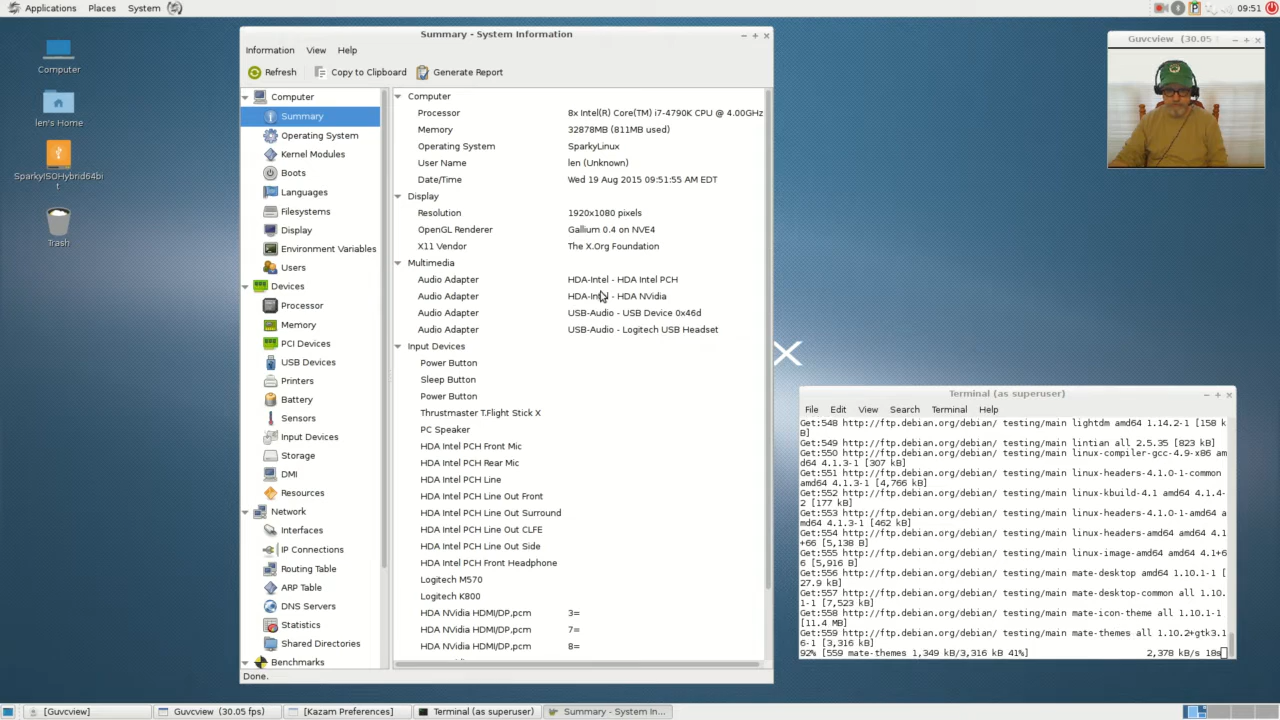 Applications Places System 09:51
Computer
len's Home
SparkyISOHybrid64bi
t
Trash
Summary - System Information
Information View Help
Refresh Copy to Clipboard Generate Report
Computer
Summary
Operating System
Kernel Modules
Boots
Languages
Filesystems
Display
Environment Variables
Users
Devices
Processor
Memory
PCI Devices
USB Devices
Printers
Battery
Sensors
Input Devices
Storage
DMI
Resources
Network
Interfaces
IP Connections
Routing Table
ARP Table
DNS Servers
Statistics
Shared Directories
Benchmarks
Computer
Processor 8x Intel(R) Core(TM) i7-4790K CPU @ 4.00GHz
Memory 32878MB (811MB used)
Operating System SparkyLinux
User Name len (Unknown)
Date/Time Wed 19 Aug 2015 09:51:55 AM EDT
Display
Resolution 1920x1080 pixels
OpenGL Renderer Gallium 0.4 on NVE4
X11 Vendor The X.Org Foundation
Multimedia
Audio Adapter HDA-Intel - HDA Intel PCH
Audio Adapter HDA-Intel - HDA NVidia
Audio Adapter USB-Audio - USB Device 0x46d
Audio Adapter USB-Audio - Logitech USB Headset
Input Devices
Power Button
Sleep Button
Power Button
Thrustmaster T.Flight Stick X
PC Speaker
HDA Intel PCH Front Mic
HDA Intel PCH Rear Mic
HDA Intel PCH Line
HDA Intel PCH Line Out Front
HDA Intel PCH Line Out Surround
HDA Intel PCH Line Out CLFE
HDA Intel PCH Line Out Side
HDA Intel PCH Front Headphone
Logitech M570
Logitech K800
HDA NVidia HDMI/DP,pcm 3=
HDA NVidia HDMI/DP,pcm 7=
HDA NVidia HDMI/DP,pcm 8=
Done.
Guvcview (30.05
Terminal (as superuser)
File Edit View Search Terminal Help
Get:548 http://ftp.debian.org/debian/ testing/main lightdm amd64 1.14.2-1 [158 k
B]
Get:549 http://ftp.debian.org/debian/ testing/main lintian all 2.5.35 [823 kB]
Get:550 http://ftp.debian.org/debian/ testing/main linux-compiler-gcc-4.9-x86 am
d64 4.1.3-1 [307 kB]
Get:551 http://ftp.debian.org/debian/ testing/main linux-headers-4.1.0-1-common
amd64 4.1.3-1 [4,766 kB]
Get:552 http://ftp.debian.org/debian/ testing/main linux-kbuild-4.1 amd64 4.1.4-
2 [177 kB]
Get:553 http://ftp.debian.org/debian/ testing/main linux-headers-4.1.0-1-amd64 a
md64 4.1.3-1 [462 kB]
Get:554 http://ftp.debian.org/debian/ testing/main linux-headers-amd64 amd64 4.1
+66 [5,138 B]
Get:555 http://ftp.debian.org/debian/ testing/main linux-image-amd64 amd64 4.1+6
6 [5,916 B]
Get:556 http://ftp.debian.org/debian/ testing/main mate-desktop amd64 1.10.1-1 [
27.9 kB]
Get:557 http://ftp.debian.org/debian/ testing/main mate-desktop-common all 1.10.
1-1 [7,523 kB]
Get:558 http://ftp.debian.org/debian/ testing/main mate-icon-theme all 1.10.1-1
[11.4 MB]
Get:559 http://ftp.debian.org/debian/ testing/main mate-themes all 1.10.2+gtk3.1
6-1 [3,316 kB]
92% [559 mate-themes 1,349 kB/3,316 kB 41%] 2,378 kB/s 18s
[Guvcview] Guvcview (30.05 fps) [Kazam Preferences] Terminal (as superuser) Summary - System In...